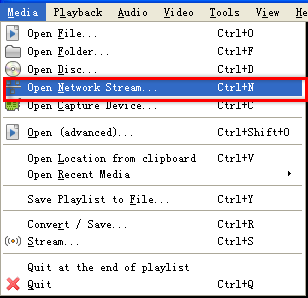 Media Playback Audio Video Tools View He
Open File... Ctrl+O
Open Folder... Ctrl+F
Open Disc... Ctrl+D
Open Network Stream... Ctrl+N
Open Capture Device... Ctrl+C
Open (advanced)... Ctrl+Shift+O
Open Location from clipboard Ctrl+V
Open Recent Media
Save Playlist to File... Ctrl+Y
Convert / Save... Ctrl+R
Stream... Ctrl+S
Quit at the end of playlist
Quit Ctrl+Q